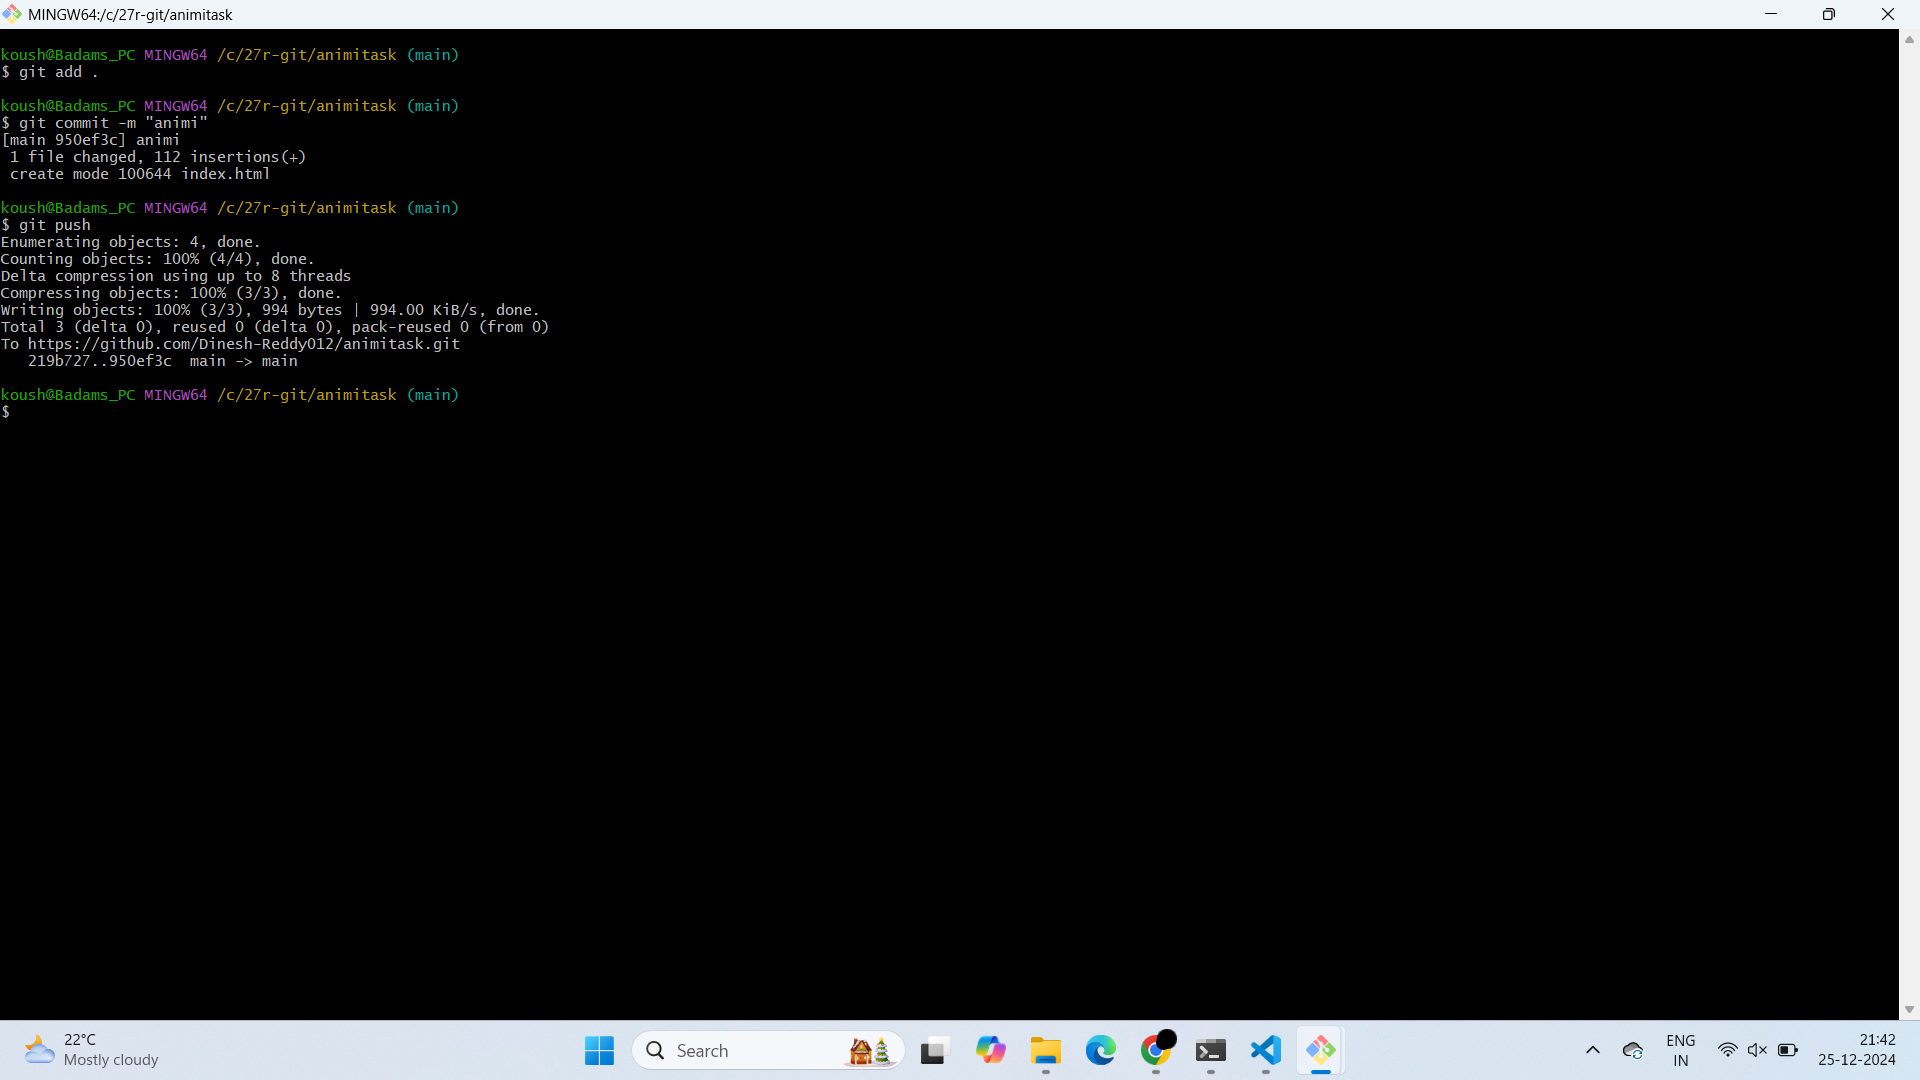 MINGW64:/c/27r-git/animitask
koush@Badams_PC MINGW64 /c/27r-git/animitask (main)
$ git add .
koush@Badams_PC MINGW64 /c/27r-git/animitask (main)
$ git commit -m "animi"
[main 950ef3c] animi
1 file changed, 112 insertions(+)
create mode 100644 index.html
koush@Badams_PC MINGW64 /c/27r-git/animitask (main)
$ git push
Enumerating objects: 4, done.
Counting objects: 100% (4/4), done.
Delta compression using up to 8 threads
Compressing objects: 100% (3/3), done.
Writing objects: 100% (3/3), 994 bytes | 994.00 KiB/s, done.
Total 3 (delta 0), reused 0 (delta 0), pack-reused 0 (from 0)
To https://github.com/Dinesh-Reddy012/animitask.git
219b727..950ef3c  main -> main
koush@Badams_PC MINGW64 /c/27r-git/animitask (main)
$
22°C
Mostly cloudy
Search
ENG
IN
21:42
25-12-2024